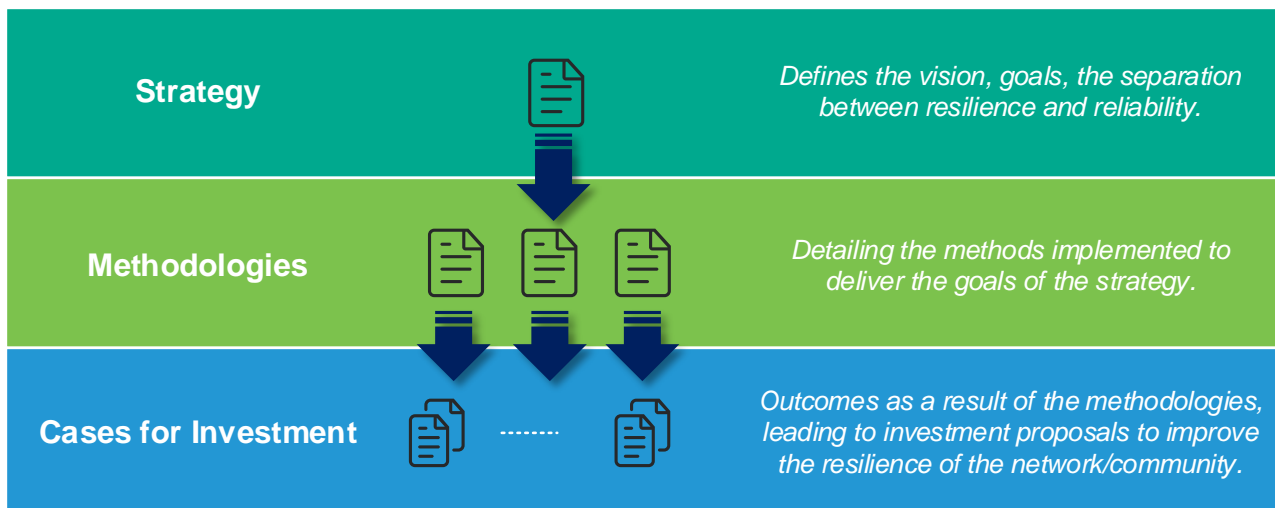 Strategy
Defines the vision, goals, the separation
between resilience and reliability.
Methodologies
Detailing the methods implemented to
deliver the goals of the strategy.
Cases for Investment
Outcomes as a result of the methodologies,
leading to investment proposals to improve
the resilience of the network/community.